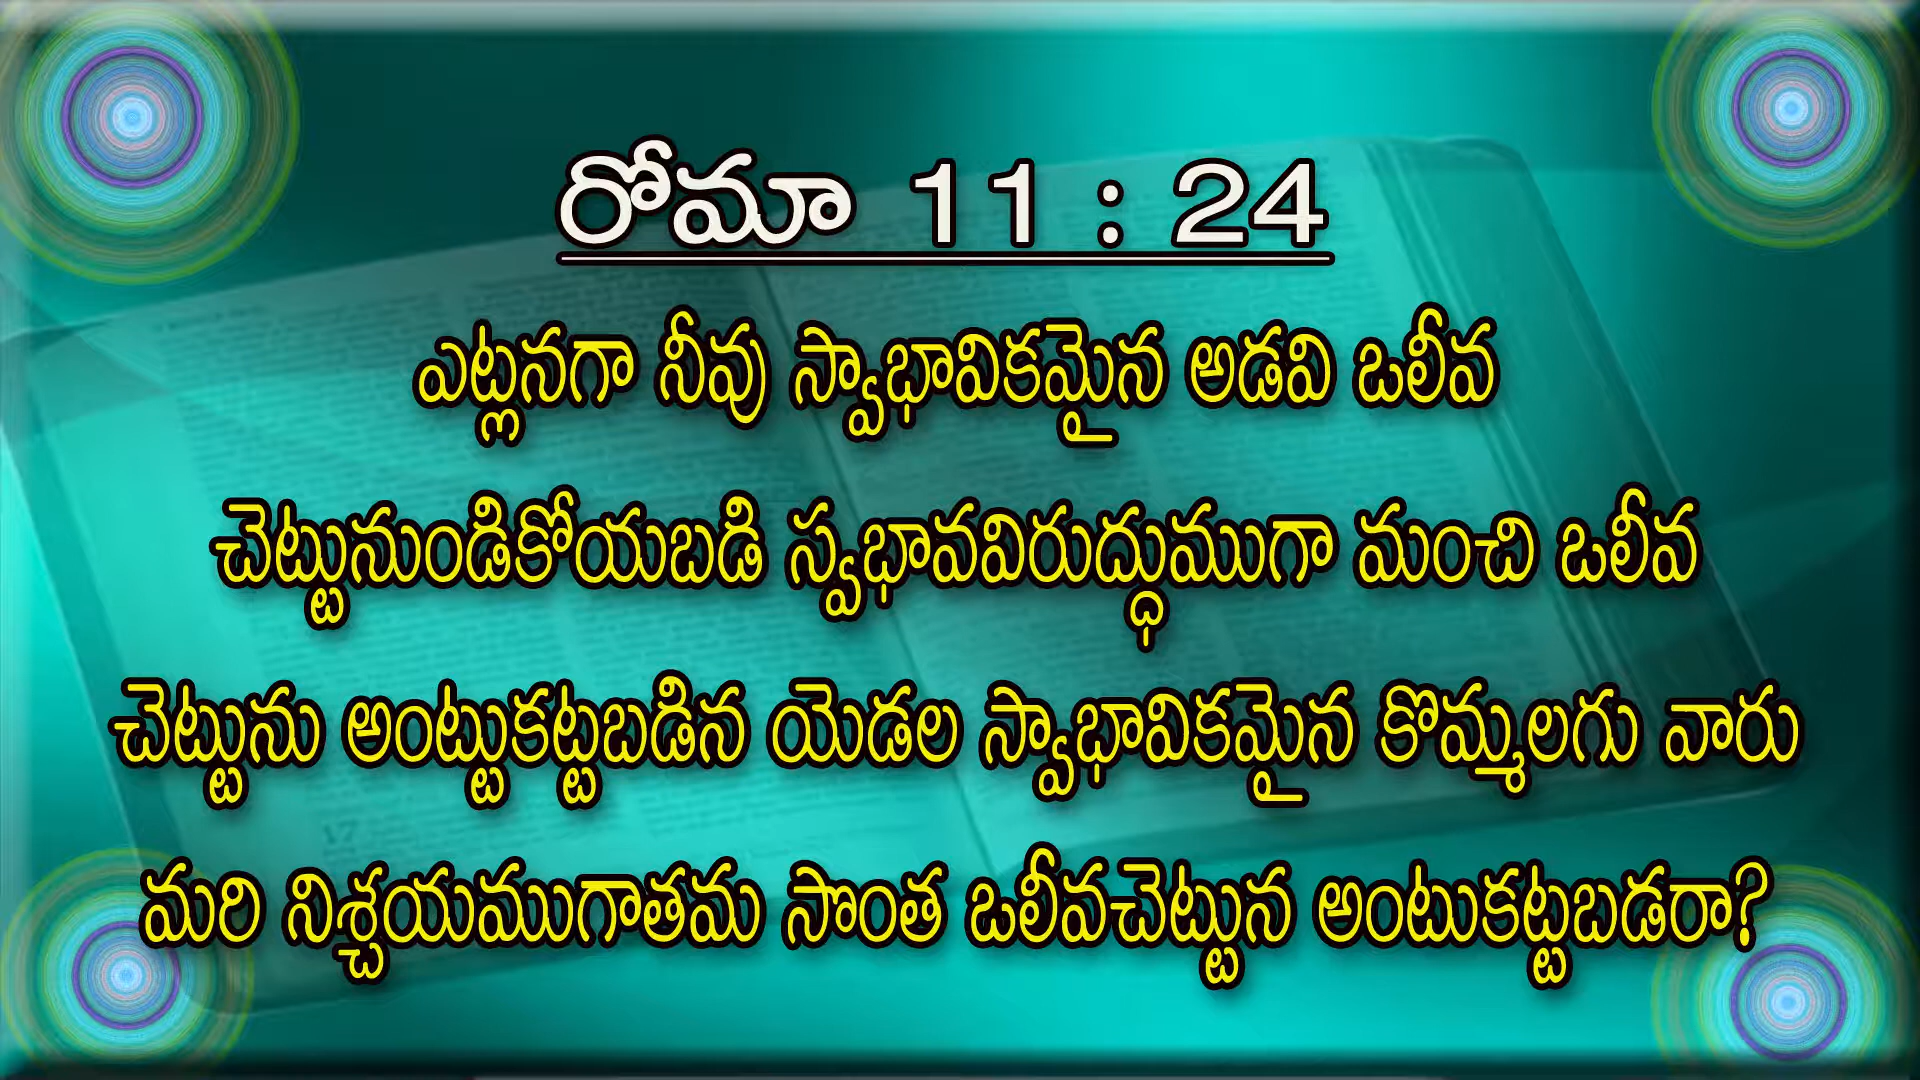 రోమా 11 : 24
ఎట్లనగా నీవు స్వాభావికమైన అడవి ఒలీవ
చెట్టునుండికోయబడి స్వభావవిరుద్ధముగా మంచి ఒలీవ
చెట్టును అంట్టుకట్టబడిన యెడల స్వాభావికమైన కొమ్మలగు వారు
మరి నిశ్చయముగాతమ సొంత ఒలీవచెట్టున అంటుకట్టబడరా?